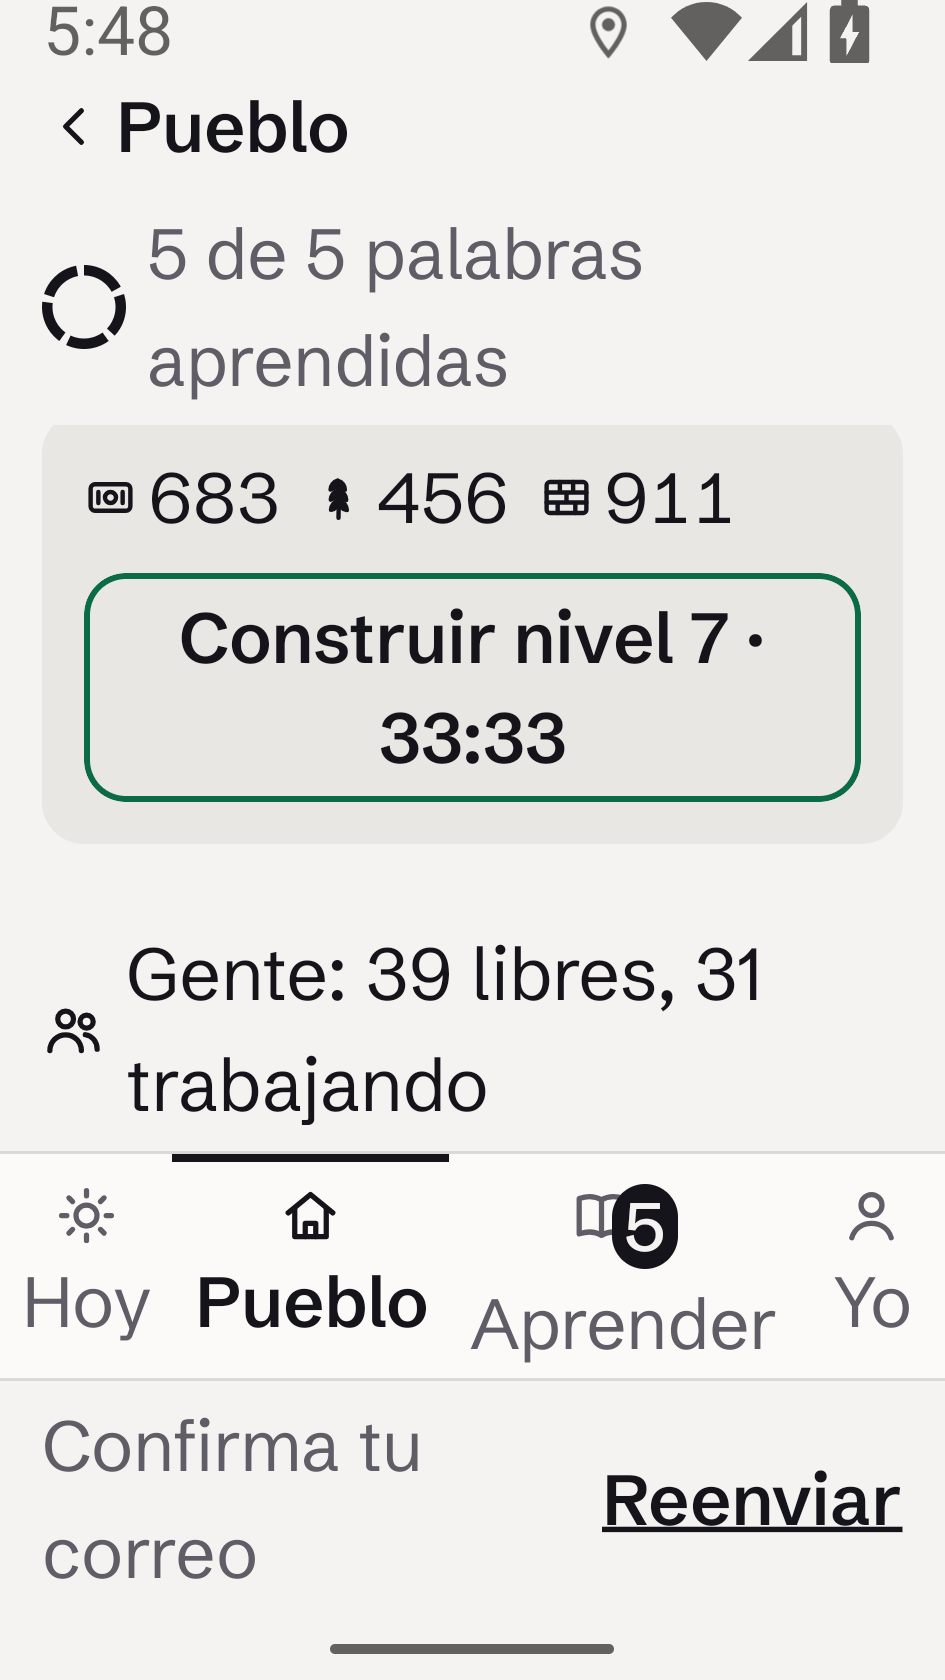 5:48
Pueblo
5 de 5 palabras
aprendidas
683 456 911
Construir nivel 7 ·
33:33
Gente: 39 libres, 31
trabajando
5
Hoy Pueblo Aprender Yo
Confirma tu
correo
Reenviar